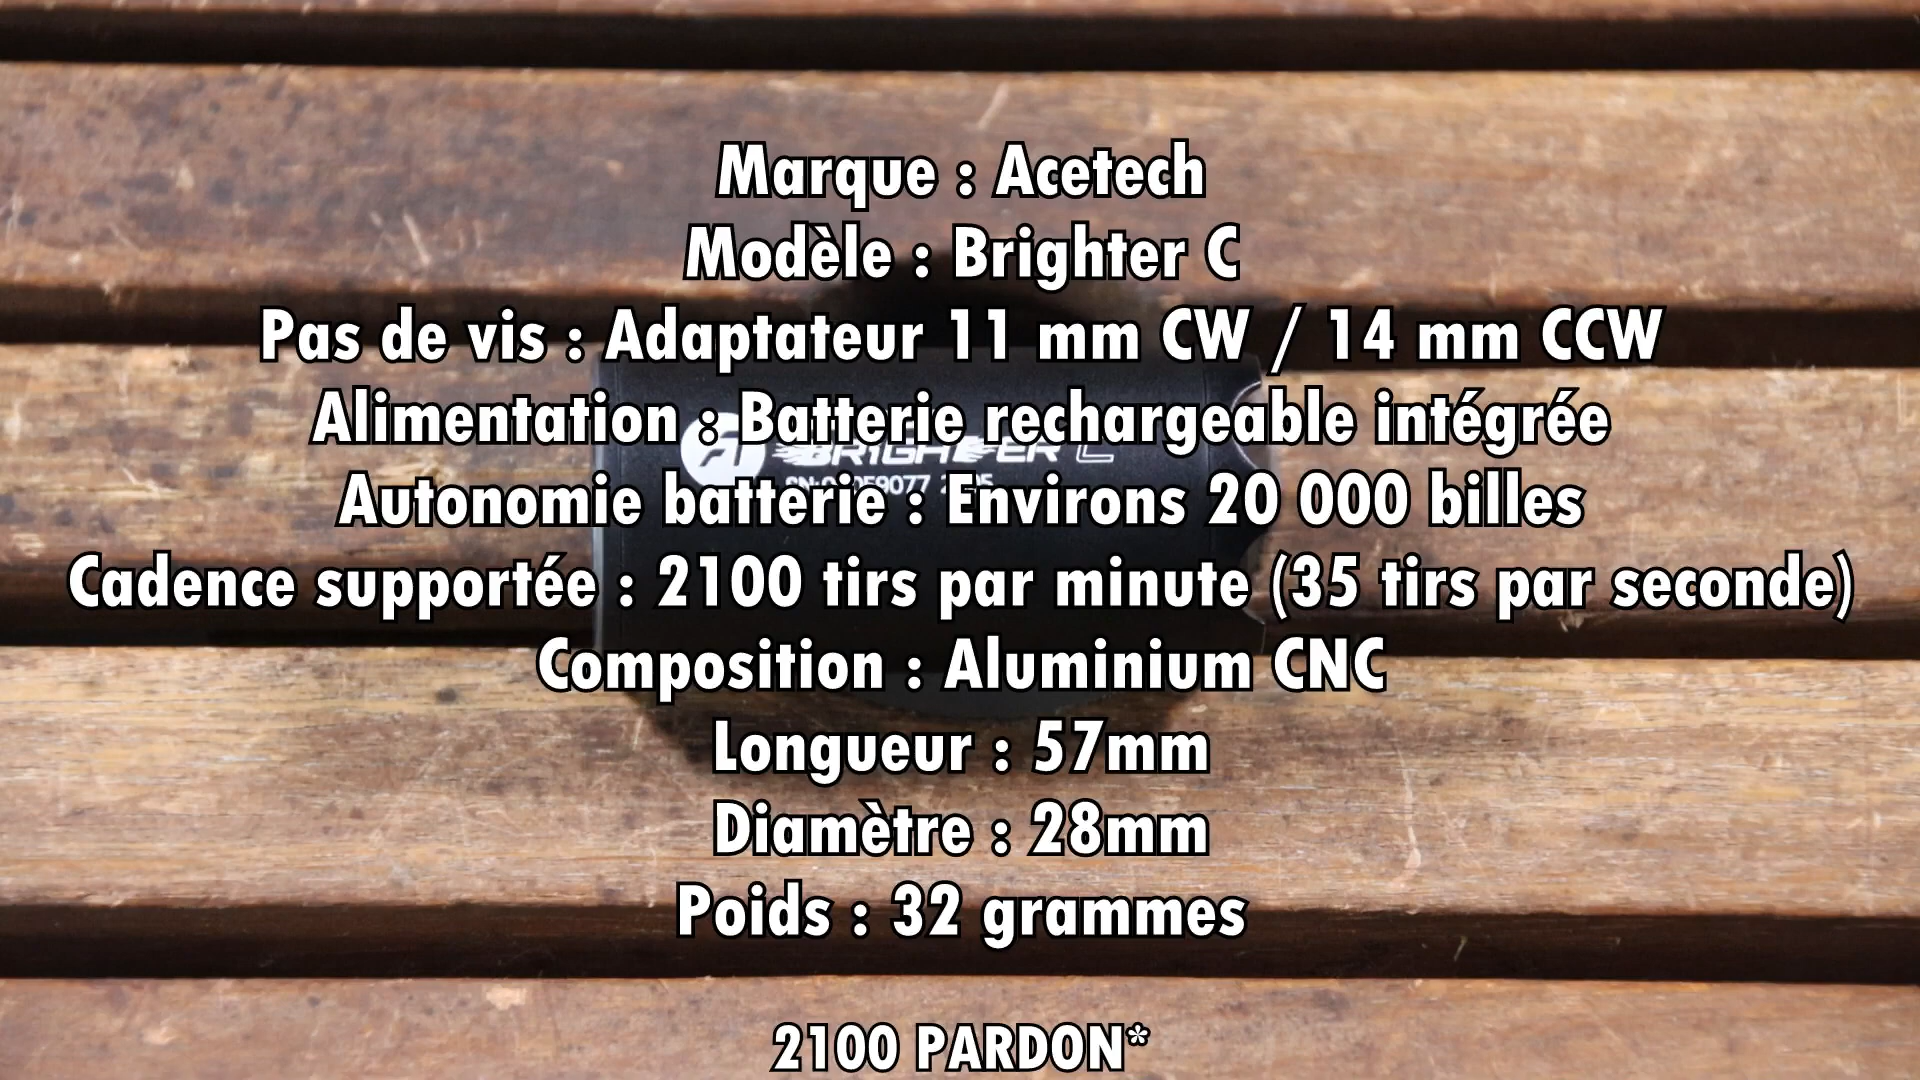 Marque : Acetech
Modèle : Brighter C
Pas de vis : Adaptateur 11 mm CW / 14 mm CCW
Alimentation : Batterie rechargeable intégrée
BRIGHTER C
Autonomie batterie : Environs 20 000 billes
Cadence supportée : 2100 tirs par minute (35 tirs par seconde)
Composition : Aluminium CNC
Longueur : 57mm
Diamètre : 28mm
Poids : 32 grammes
2100 PARDON*